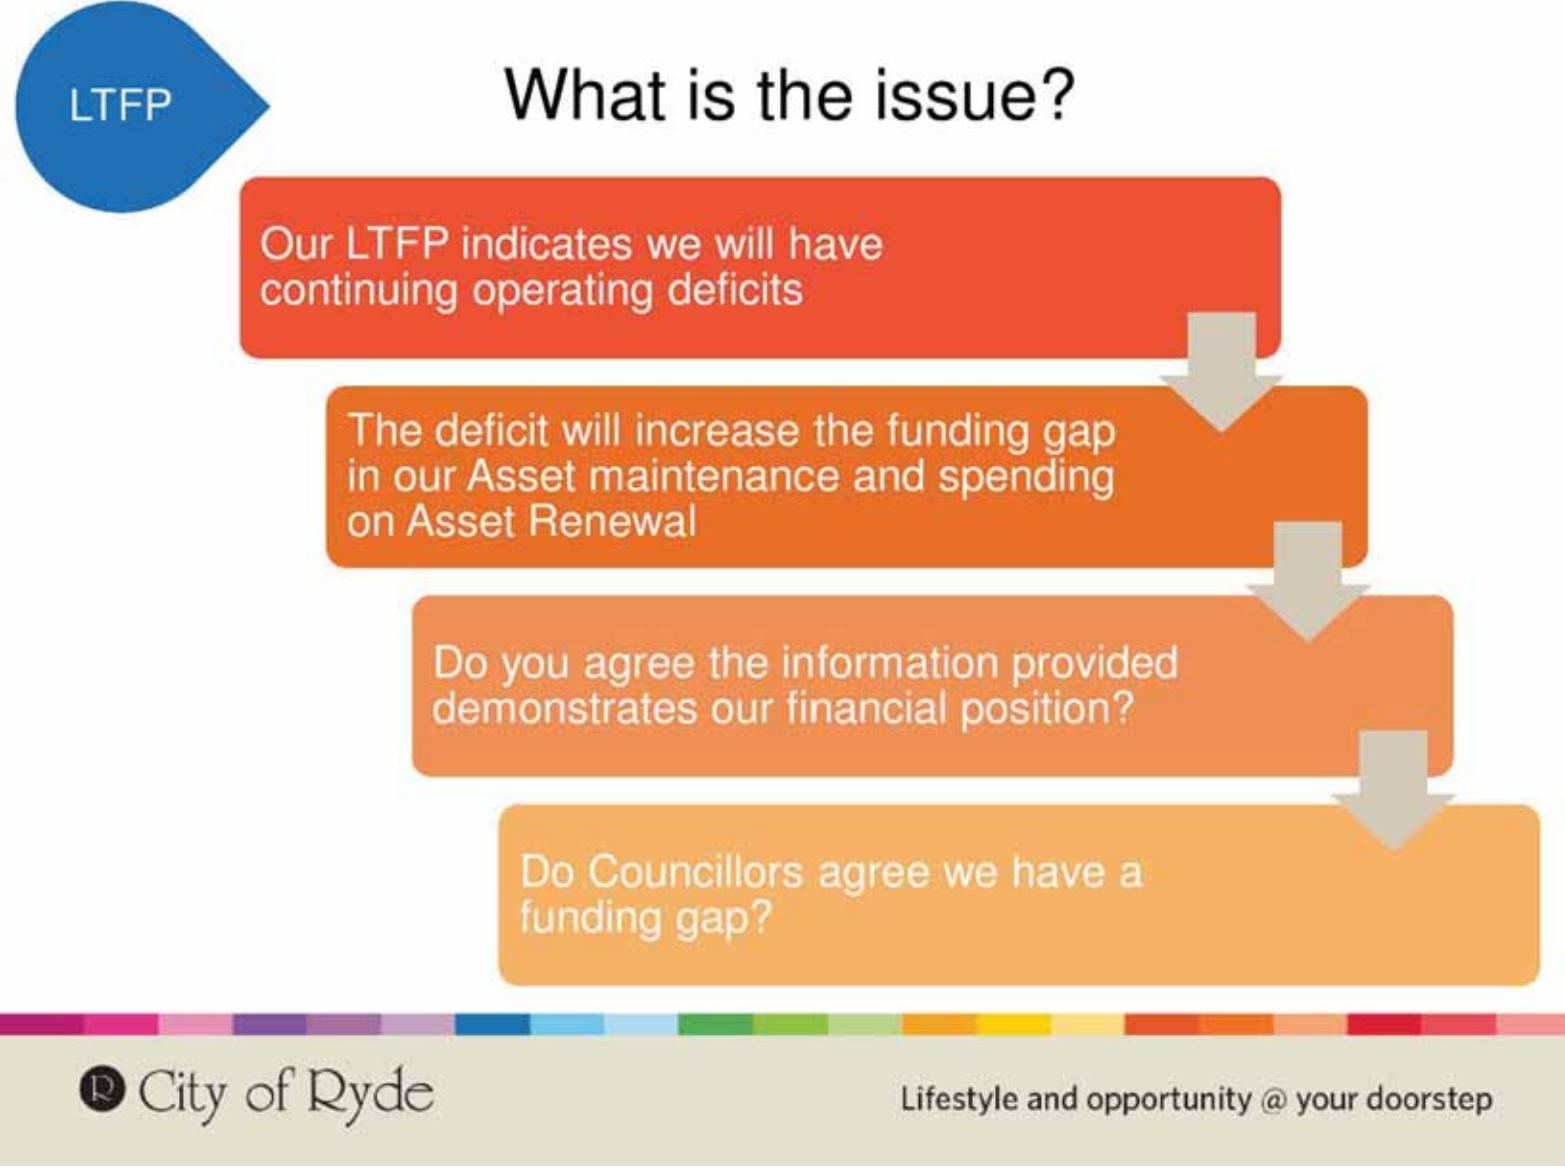 LTFP
What is the issue?
Our LTFP indicates we will have
continuing operating deficits
The deficit will increase the funding gap
in our Asset maintenance and spending
on Asset Renewal
Do you agree the information provided
demonstrates our financial position?
Do Councillors agree we have a
funding gap?
R City of Ryde
Lifestyle and opportunity @ your doorstep